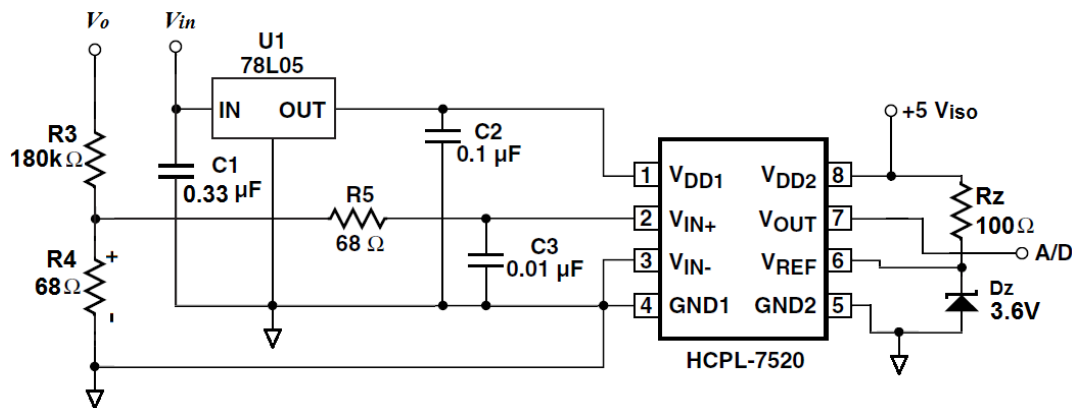 Vo
Vin
U1
78L05
IN
OUT
+5 Viso
R3
180kΩ
C1
0.33 µF
C2
0.1 µF
R5
68 Ω
C3
0.01 µF
R4
68Ω
+
-
1 VDD1
VDD2 8
2 VIN+
VOUT 7
3 VIN-
VREF 6
4 GND1
GND2 5
HCPL-7520
Rz
100Ω
A/D
Dz
3.6V